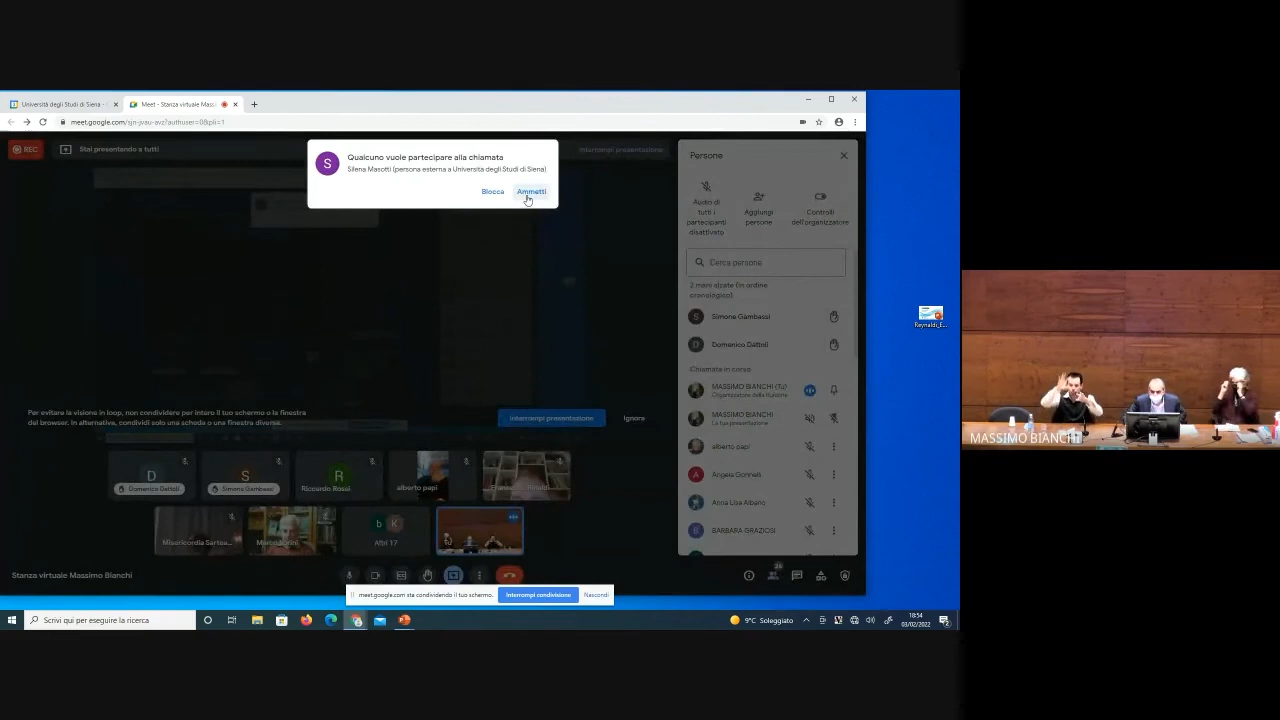 Università degli Studi di Siena -
Meet - Stanza virtuale Mass
meet.google.com/sjn-jvau-avz?authuser=0&pli=1
REC
Stai presentando a tutti
Interrompi presentazione
S
Qualcuno vuole partecipare alla chiamata
Silena Masotti (persona esterna a Università degli Studi di Siena)
Blocca
Ammetti
Persone
Audio di
tutti i
partecipanti
disattivato
Aggiungi
persone
Controlli
dell'organizzatore
Cerca persone
2 mani alzate (in ordine
cronologico)
S
Simone Gambassi
D
Domenico Dattoli
Chiamata in corso
MASSIMO BIANCHI (Tu)
Organizzatore della riunione
MASSIMO BIANCHI
La tua presentazione
alberto papi
A
Angela Gonnelli
Anna Lisa Albano
B
BARBARA GRAZIOSI
Per evitare la visione in loop, non condividere per intero il tuo schermo o la finestra
del browser. In alternativa, condividi solo una scheda o una finestra diversa.
Interrompi presentazione
Ignora
D
Domenico Dattoli
S
Simone Gambassi
R
Riccardo Rossi
alberto papi
Misericordia Sartea...
b K
Altri 17
Stanza virtuale Massimo Bianchi
24
meet.google.com sta condividendo il tuo schermo.
Interrompi condivisione
Nascondi
Scrivi qui per eseguire la ricerca
9°C Soleggiato
18:54
03/02/2022
Reynaldi_E...
MASSIMO BIANCHI